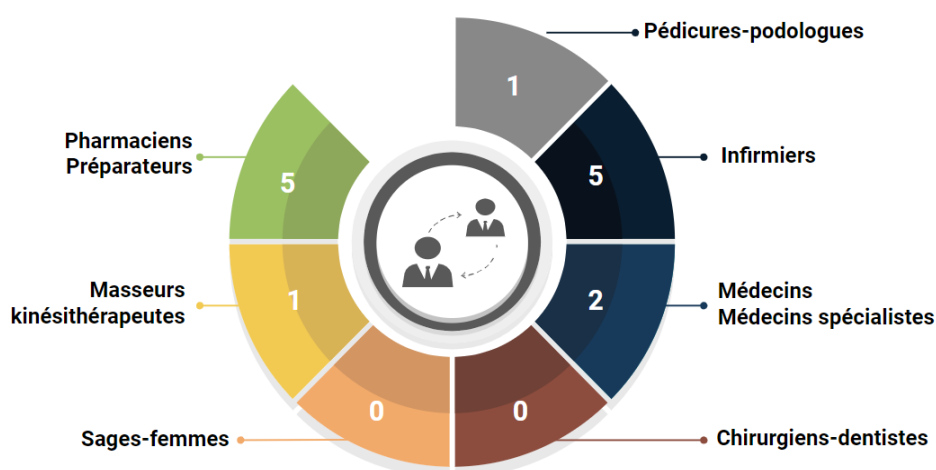 Pédicures-podologues
1
Infirmiers
5
Médecins
Médecins spécialistes
2
Chirurgiens-dentistes
0
Sages-femmes
0
Masseurs
kinésithérapeutes
1
Pharmaciens
Préparateurs
5